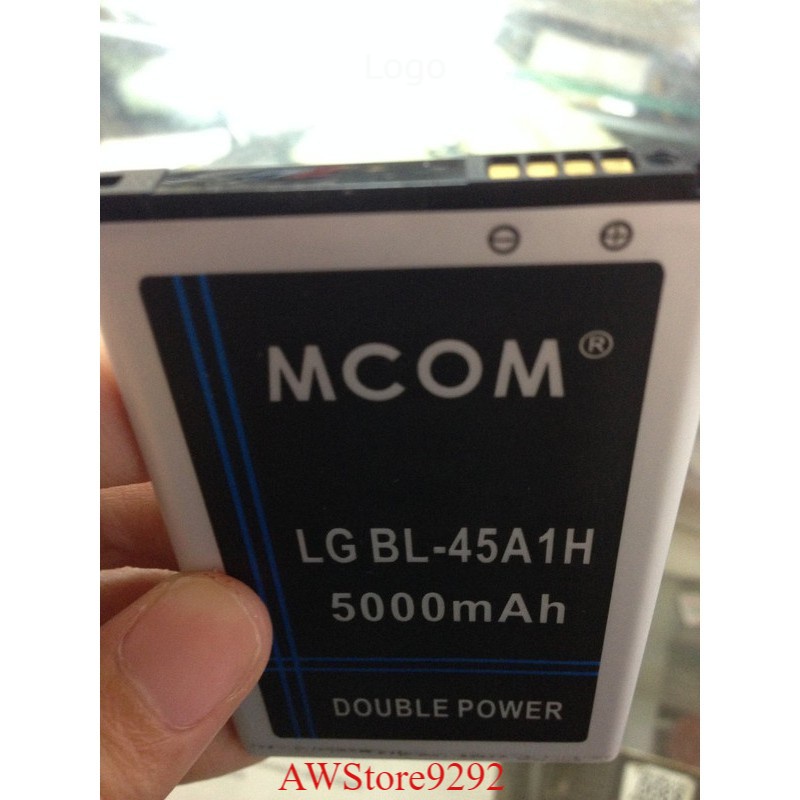 Logo
⊖ ⊕
MCOM®
LG BL-45A1H
5000mAh
DOUBLE POWER
AWStore9292